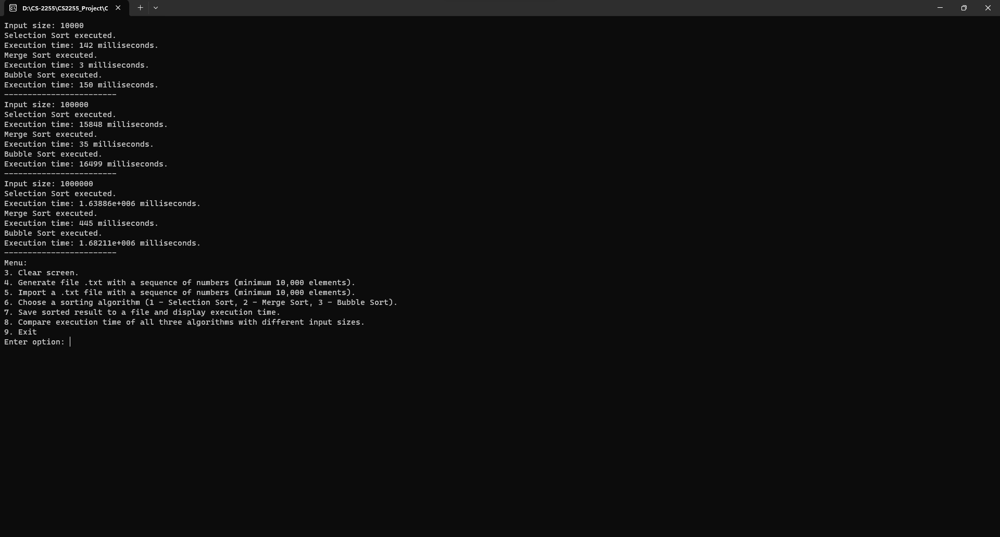 D:\CS-2255\CS2255_Project\C
Input size: 10000
Selection Sort executed.
Execution time: 142 milliseconds.
Merge Sort executed.
Execution time: 3 milliseconds.
Bubble Sort executed.
Execution time: 150 milliseconds.
------------------------
Input size: 100000
Selection Sort executed.
Execution time: 15848 milliseconds.
Merge Sort executed.
Execution time: 35 milliseconds.
Bubble Sort executed.
Execution time: 16499 milliseconds.
------------------------
Input size: 1000000
Selection Sort executed.
Execution time: 1.63886e+006 milliseconds.
Merge Sort executed.
Execution time: 445 milliseconds.
Bubble Sort executed.
Execution time: 1.68211e+006 milliseconds.
------------------------
Menu:
3. Clear screen.
4. Generate file .txt with a sequence of numbers (minimum 10,000 elements).
5. Import a .txt file with a sequence of numbers (minimum 10,000 elements).
6. Choose a sorting algorithm (1 - Selection Sort, 2 - Merge Sort, 3 - Bubble Sort).
7. Save sorted result to a file and display execution time.
8. Compare execution time of all three algorithms with different input sizes.
9. Exit
Enter option: